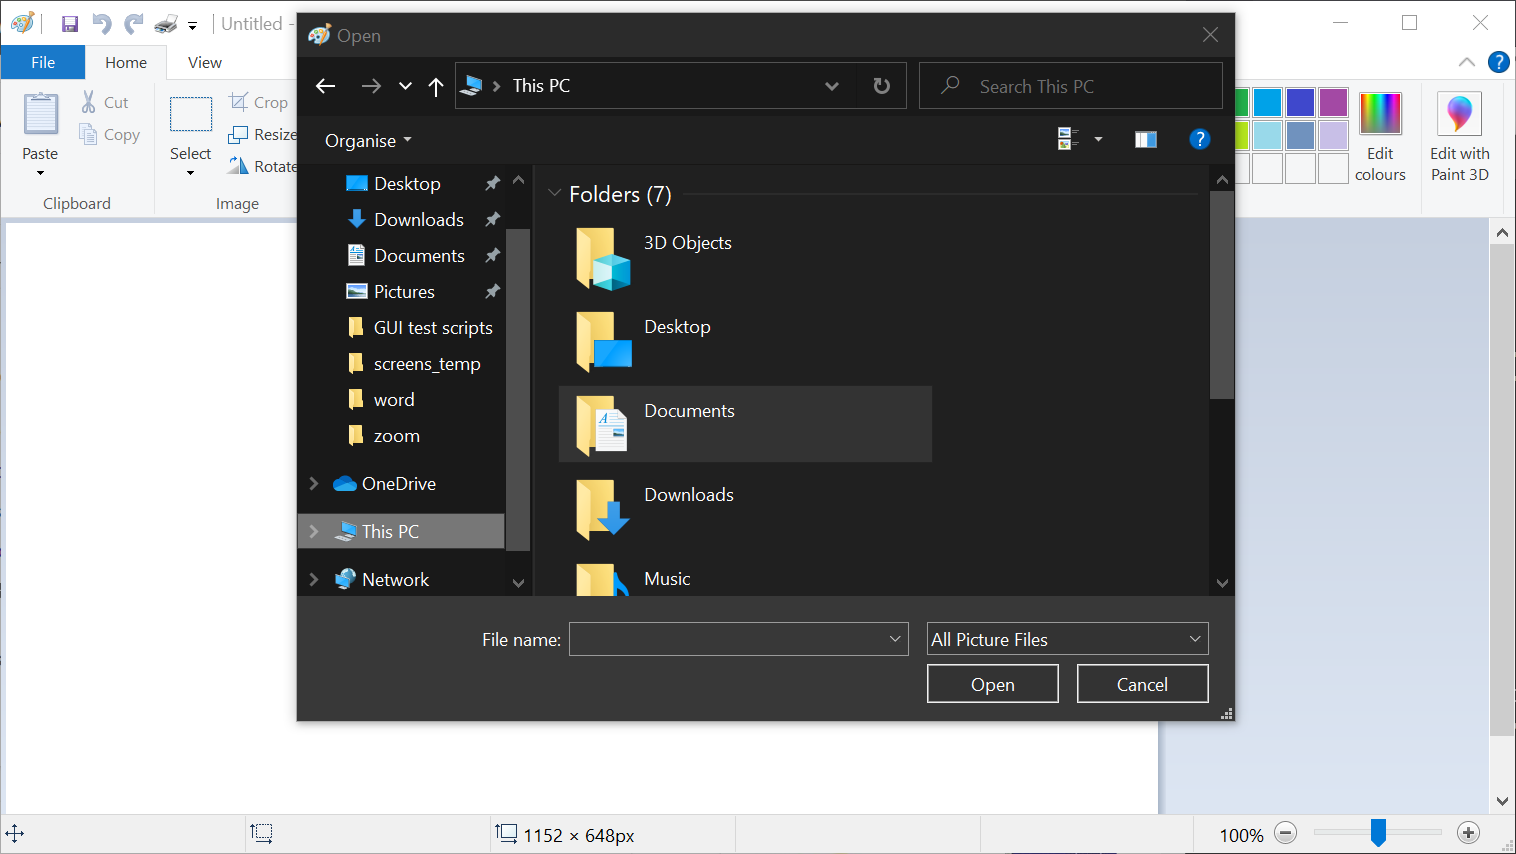 Untitled -
File
Home
View
Paste
Cut
Copy
Clipboard
Select
Crop
Resize
Rotate
Image
Edit
colours
Edit with
Paint 3D
Open
This PC
Search This PC
Organise
Desktop
Downloads
Documents
Pictures
GUI test scripts
screens_temp
word
zoom
OneDrive
This PC
Network
Folders (7)
3D Objects
Desktop
Documents
Downloads
Music
File name:
All Picture Files
Open
Cancel
1152 × 648px
100%